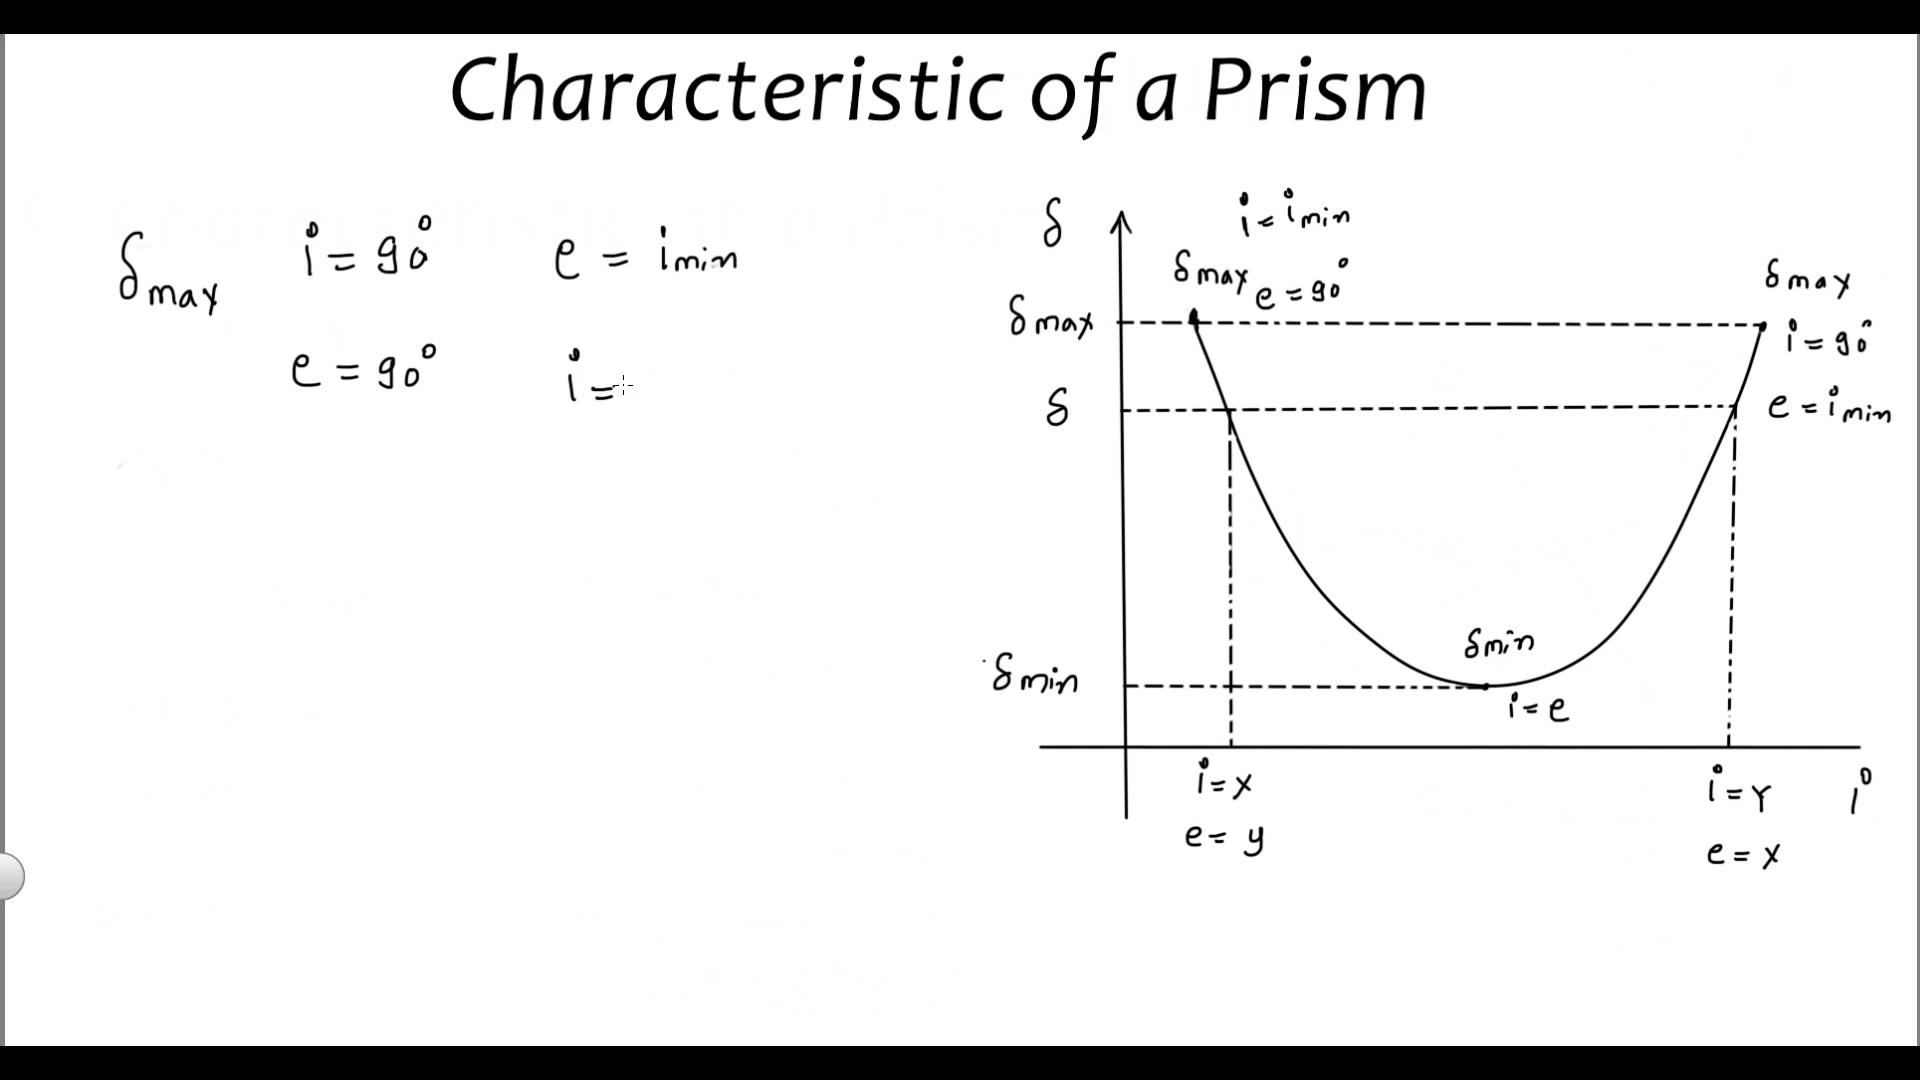 Characteristic of a Prism
δmax i = 90° e = imin
e = 90° i =
δ
i = imin
δmax e = 90°
δmax
δmax
i = 90°
δ
e = imin
δmin
δmin
i = e
i = x
e = y
i = Y
e = x
i